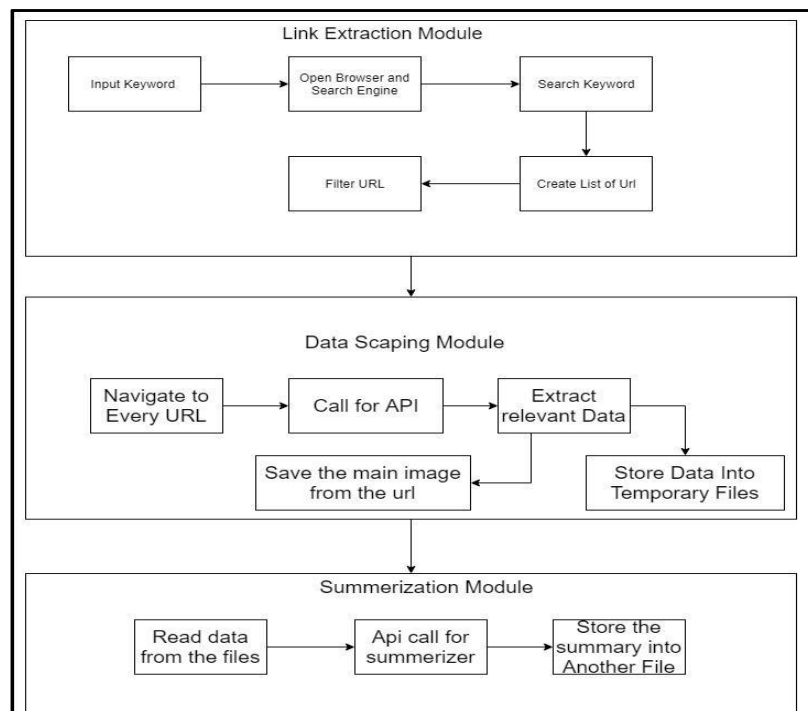 Link Extraction Module
Input Keyword
Open Browser and
Search Engine
Search Keyword
Filter URL
Create List of Url
Data Scaping Module
Navigate to
Every URL
Call for API
Extract
relevant Data
Save the main image
from the url
Store Data Into
Temporary Files
Summerization Module
Read data
from the files
Api call for
summerizer
Store the
summary into
Another File